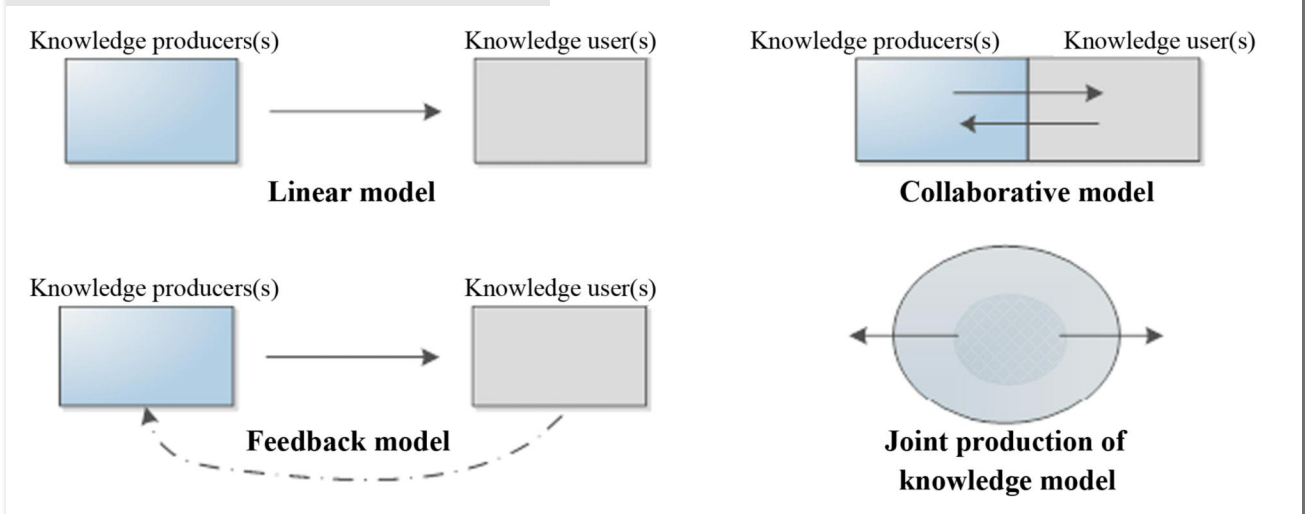 Knowledge producers(s)
Knowledge user(s)
Linear model
Knowledge producers(s)
Knowledge user(s)
Collaborative model
Knowledge producers(s)
Knowledge user(s)
Feedback model
Joint production of
knowledge model